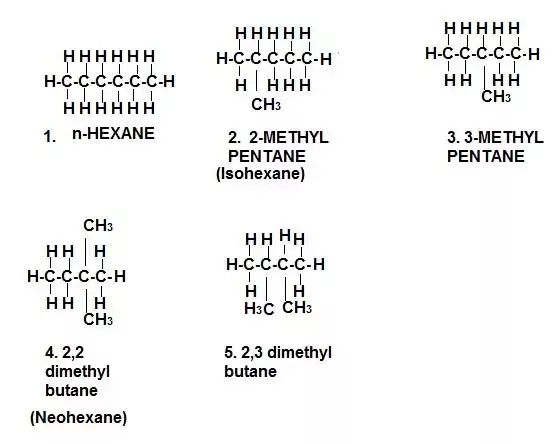 H H H H H H
H-C-C-C-C-C-C-H
H H H H H H
1. n-HEXANE
H H H H H
H-C-C-C-C-C-H
H H H H
CH₃
2. 2-METHYL
PENTANE
(Isohexane)
H H H H H
H-C-C-C-C-C-H
H H H H
CH₃
3. 3-METHYL
PENTANE
CH₃
H H H
H-C-C-C-C-H
H H H
CH₃
4. 2,2
dimethyl
butane
(Neohexane)
H H H H
H-C-C-C-C-H
H H
H₃C CH₃
5. 2,3 dimethyl
butane